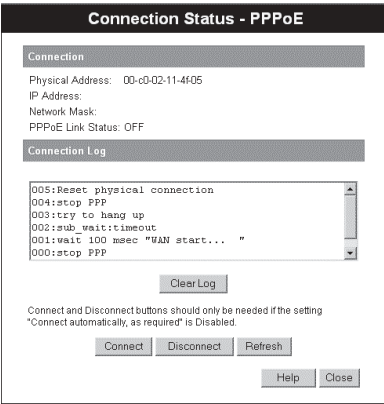 Connection Status - PPPoE
Connection
Physical Address: 00-c0-02-11-4f-05
IP Address:
Network Mask:
PPPoE Link Status: OFF
Connection Log
005:Reset physical connection
004:stop PPP
003:try to hang up
002:sub_wait:timeout
001:wait 100 msec "WAN start... "
000:stop PPP
Clear Log
Connect and Disconnect buttons should only be needed if the setting
"Connect automatically, as required" is Disabled.
Connect Disconnect Refresh
Help Close